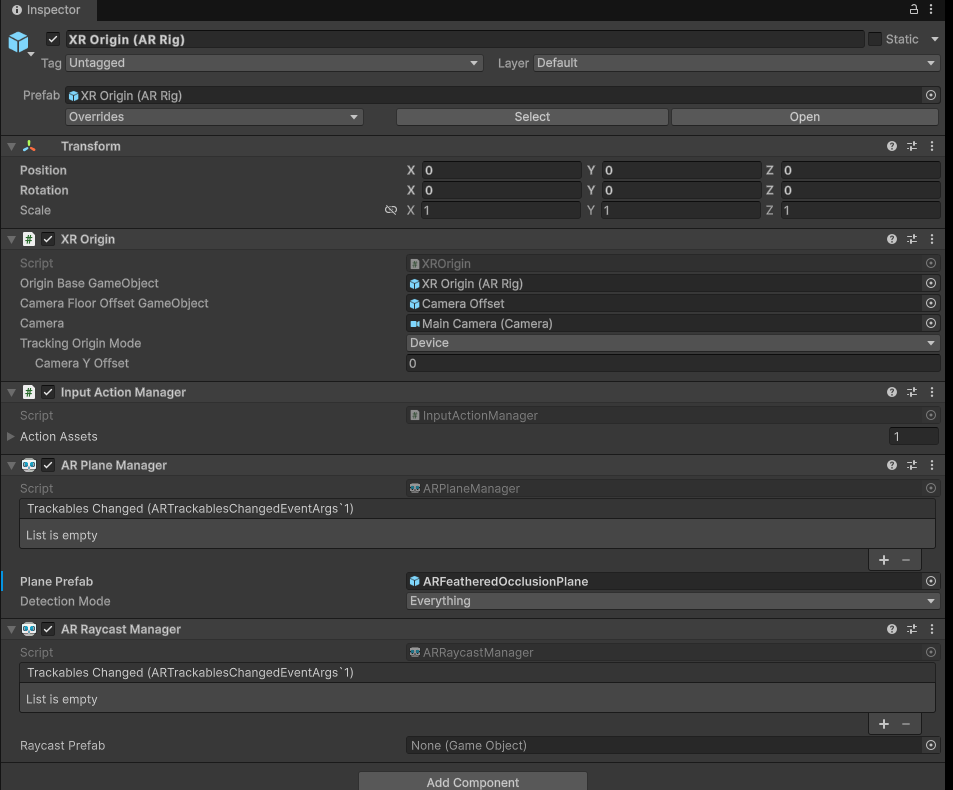 Inspector
XR Origin (AR Rig) Static
Tag Untagged Layer Default
Prefab XR Origin (AR Rig)
Overrides Select Open
Transform
Position X 0 Y 0 Z 0
Rotation X 0 Y 0 Z 0
Scale X 1 Y 1 Z 1
# XR Origin
Script XROrigin
Origin Base GameObject XR Origin (AR Rig)
Camera Floor Offset GameObject Camera Offset
Camera Main Camera (Camera)
Tracking Origin Mode Device
Camera Y Offset 0
# Input Action Manager
Script InputActionManager
Action Assets 1
AR Plane Manager
Script ARPlaneManager
Trackables Changed (ARTrackablesChangedEventArgs`1)
List is empty
+ −
Plane Prefab ARFeatheredOcclusionPlane
Detection Mode Everything
AR Raycast Manager
Script ARRaycastManager
Trackables Changed (ARTrackablesChangedEventArgs`1)
List is empty
+ −
Raycast Prefab None (Game Object)
Add Component